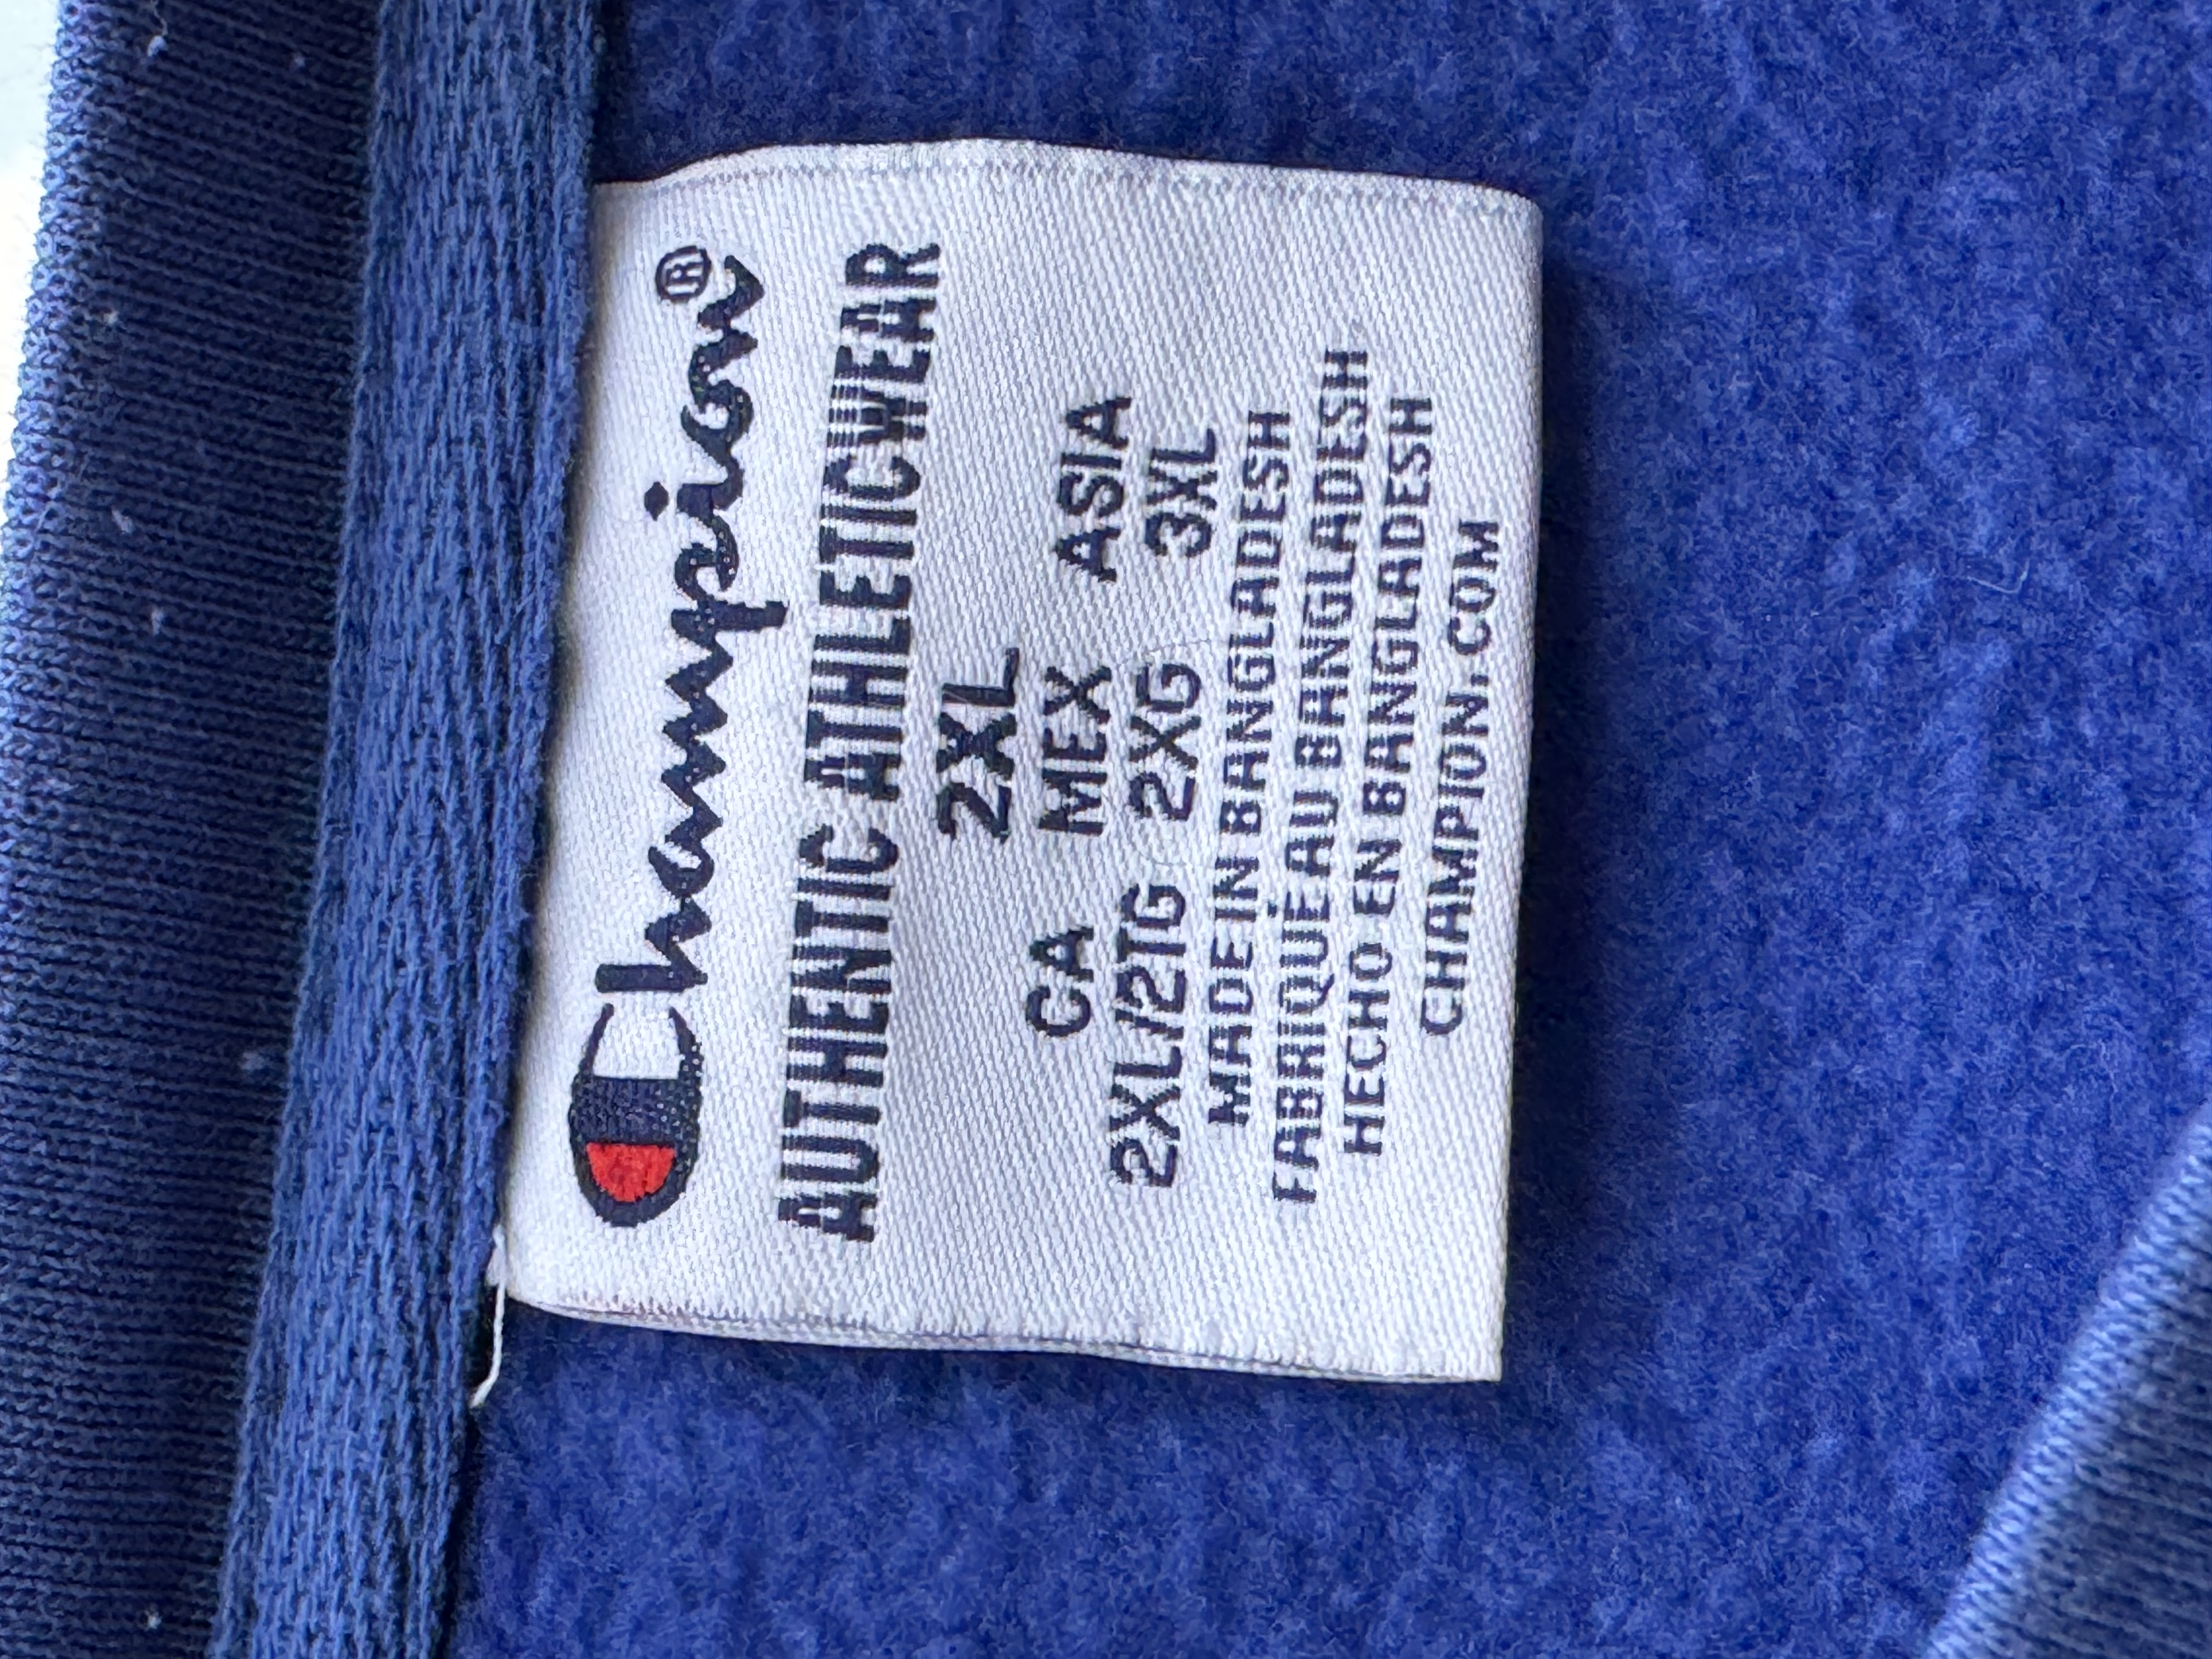 Champion®
AUTHENTIC ATHLETICWEAR
2XL
CA MEX ASIA
2XL/2TG 2XG 3XL
MADE IN BANGLADESH
FABRIQUÉ AU BANGLADESH
HECHO EN BANGLADESH
CHAMPION.COM